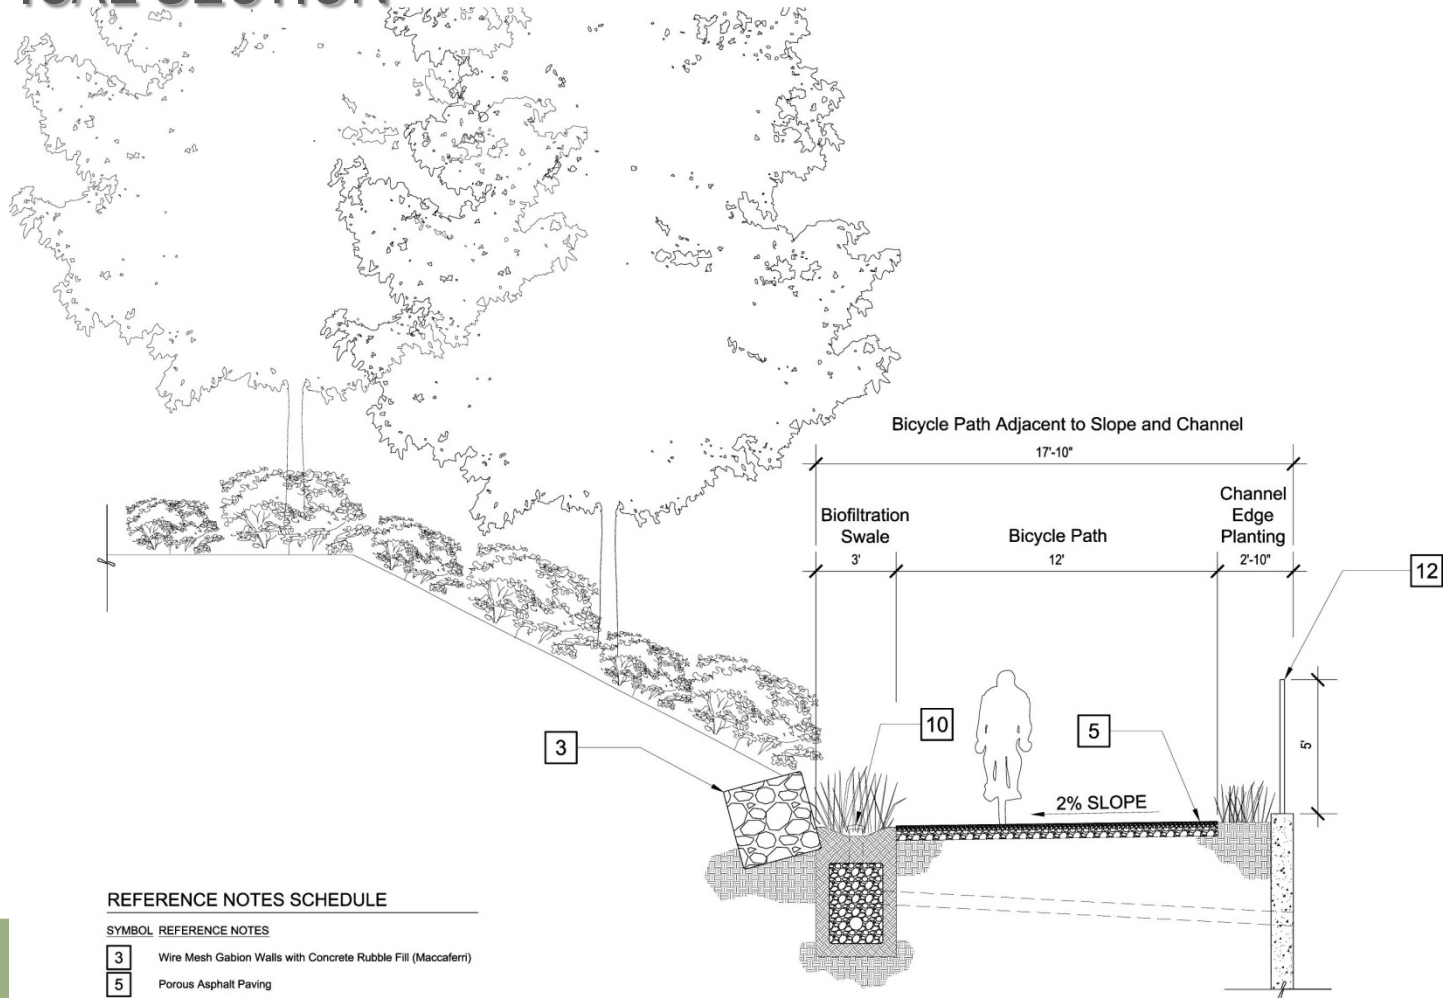 Bicycle Path Adjacent to Slope and Channel
17'-10"
Biofiltration
Swale
3'
Bicycle Path
12'
Channel
Edge
Planting
2'-10"
12
10
5
3
5'
2% SLOPE
REFERENCE NOTES SCHEDULE
SYMBOL REFERENCE NOTES
3 Wire Mesh Gabion Walls with Concrete Rubble Fill (Maccaferri)
5 Porous Asphalt Paving